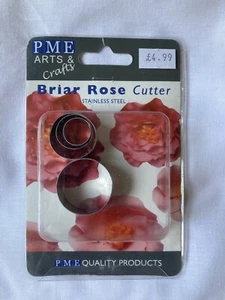 PME
ARTS &
Crafts
£4.99
Briar Rose Cutter
STAINLESS STEEL
PME QUALITY PRODUCTS